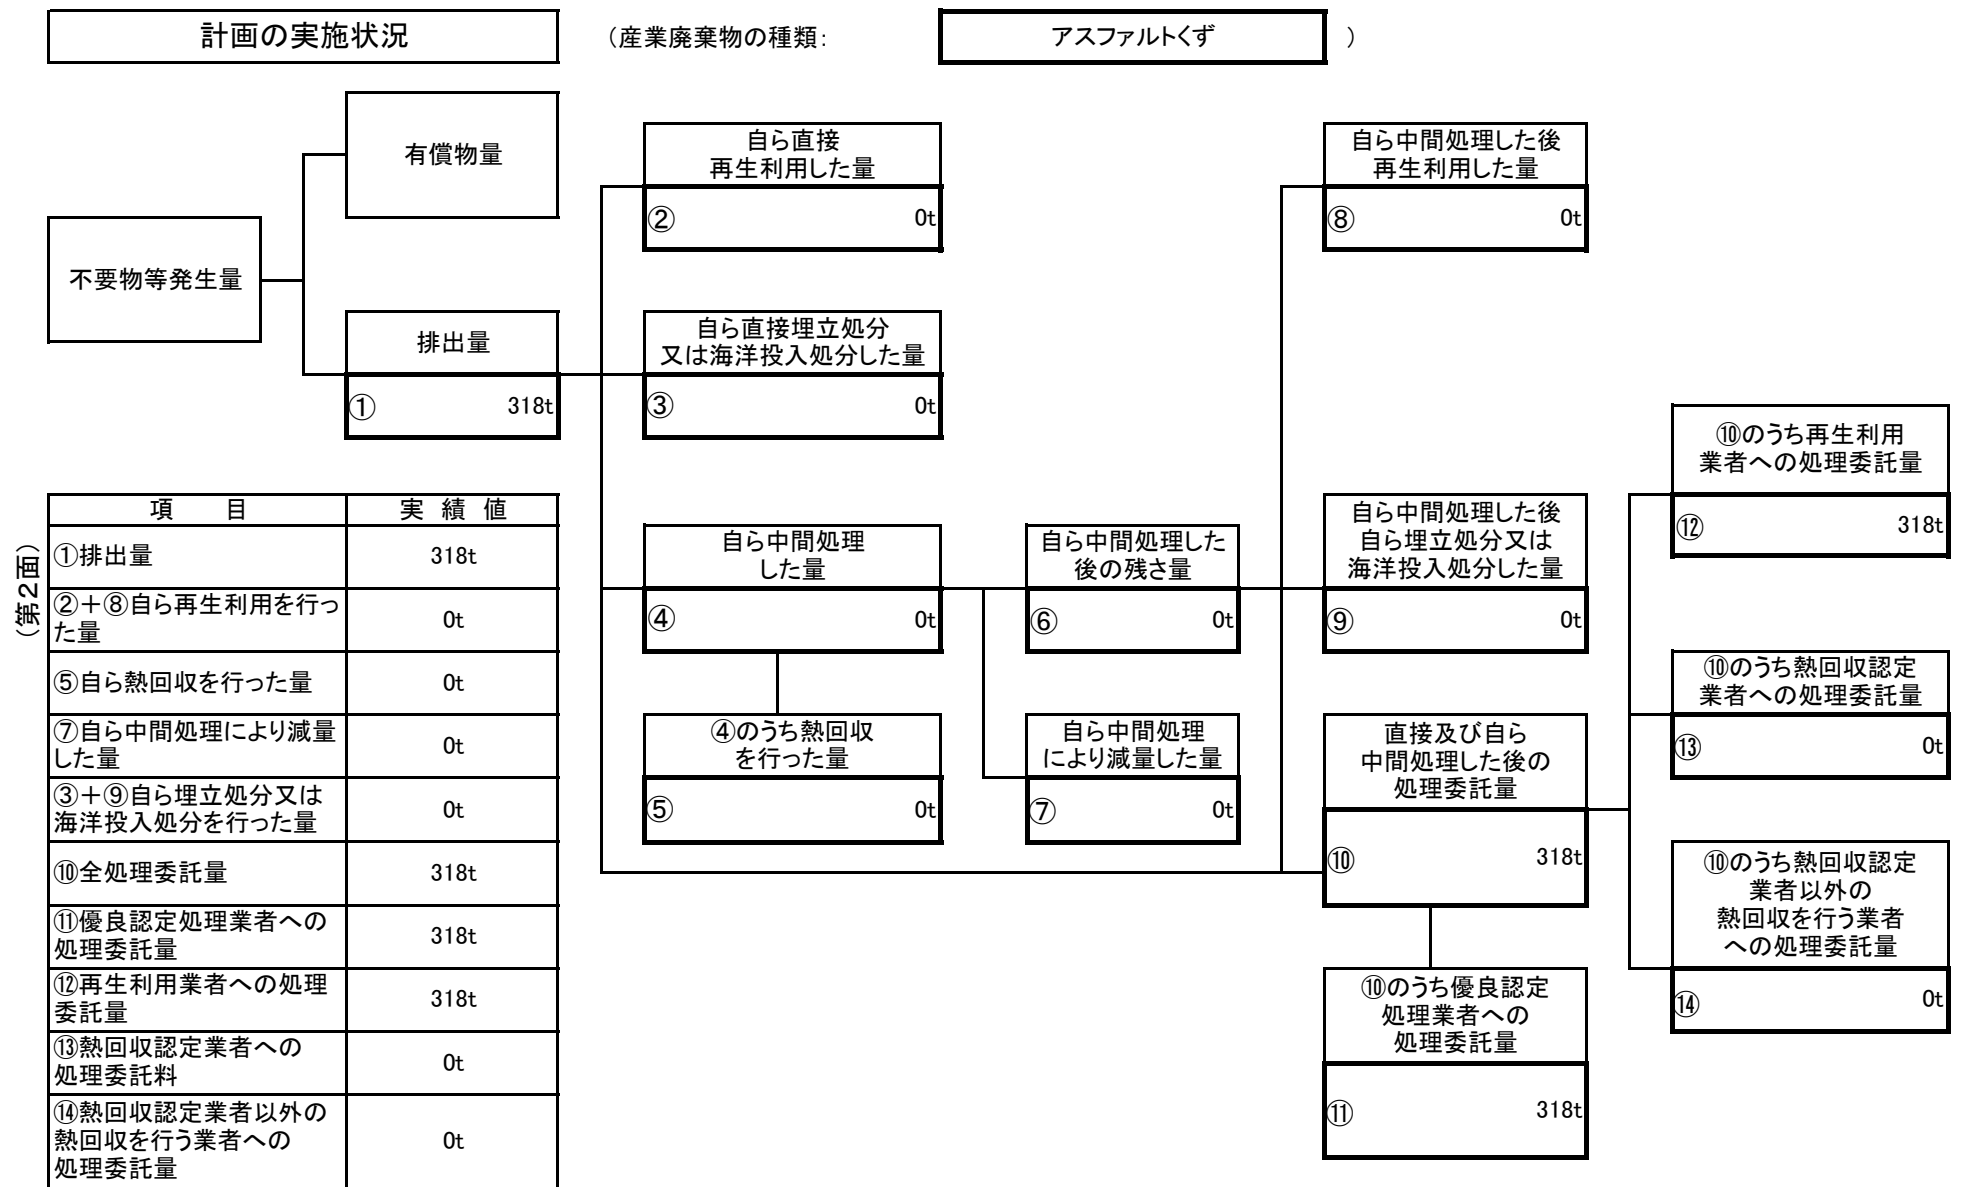 計画の実施状況
（産業廃棄物の種類：
アスファルトくず
）
有償物量
不要物等発生量
排出量
① 318t
自ら直接
再生利用した量
② 0t
自ら直接埋立処分
又は海洋投入処分した量
③ 0t
自ら中間処理
した量
④ 0t
④のうち熱回収
を行った量
⑤ 0t
自ら中間処理した
後の残さ量
⑥ 0t
自ら中間処理
により減量した量
⑦ 0t
自ら中間処理した後
再生利用した量
⑧ 0t
自ら中間処理した後
自ら埋立処分又は
海洋投入処分した量
⑨ 0t
直接及び自ら
中間処理した後の
処理委託量
⑩ 318t
⑩のうち優良認定
処理業者への
処理委託量
⑪ 318t
⑩のうち再生利用
業者への処理委託量
⑫ 318t
⑩のうち熱回収認定
業者への処理委託量
⑬ 0t
⑩のうち熱回収認定
業者以外の
熱回収を行う業者
への処理委託量
⑭ 0t
（第２面）
項　目 実 績 値
①排出量 318t
②＋⑧自ら再生利用を行っ
た量 0t
⑤自ら熱回収を行った量 0t
⑦自ら中間処理により減量
した量 0t
③＋⑨自ら埋立処分又は
海洋投入処分を行った量 0t
⑩全処理委託量 318t
⑪優良認定処理業者への
処理委託量 318t
⑫再生利用業者への処理
委託量 318t
⑬熱回収認定業者への
処理委託料 0t
⑭熱回収認定業者以外の
熱回収を行う業者への
処理委託量 0t